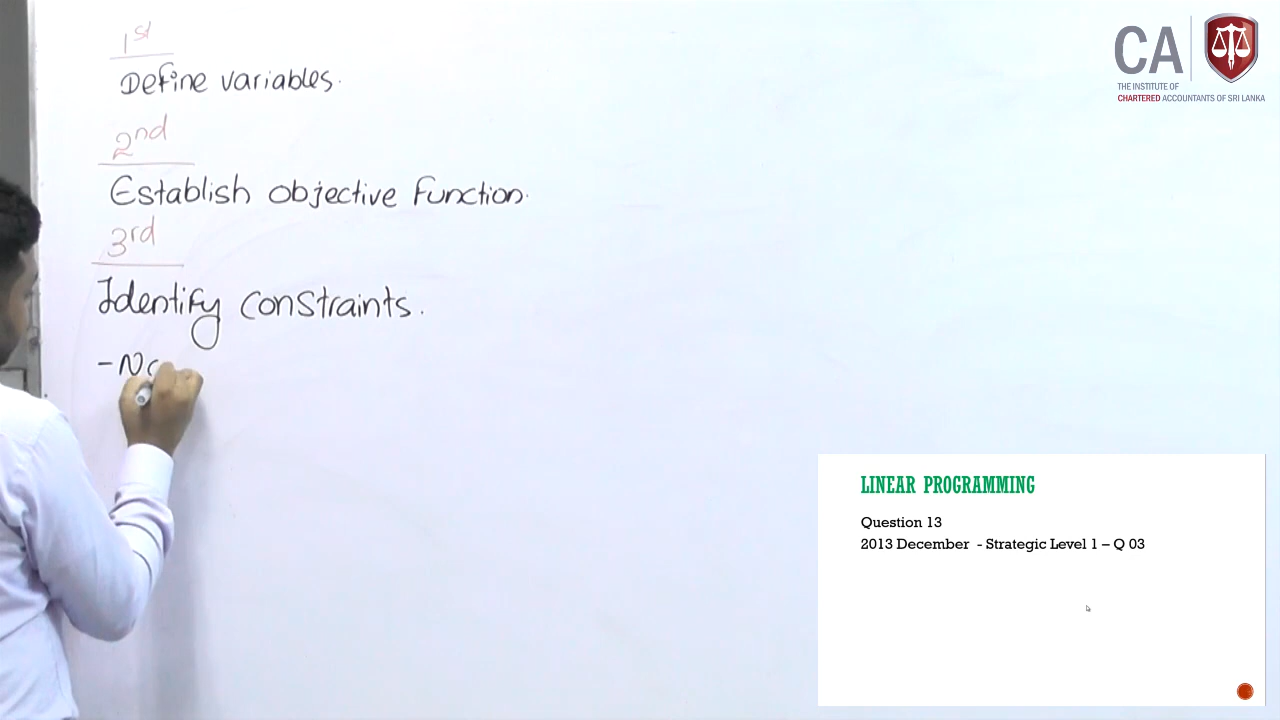 1st
Define variables.
2nd
Establish objective function.
3rd
Identify constraints.
CA
THE INSTITUTE OF
CHARTERED ACCOUNTANTS OF SRI LANKA
LINEAR PROGRAMMING
Question 13
2013 December - Strategic Level 1 – Q 03